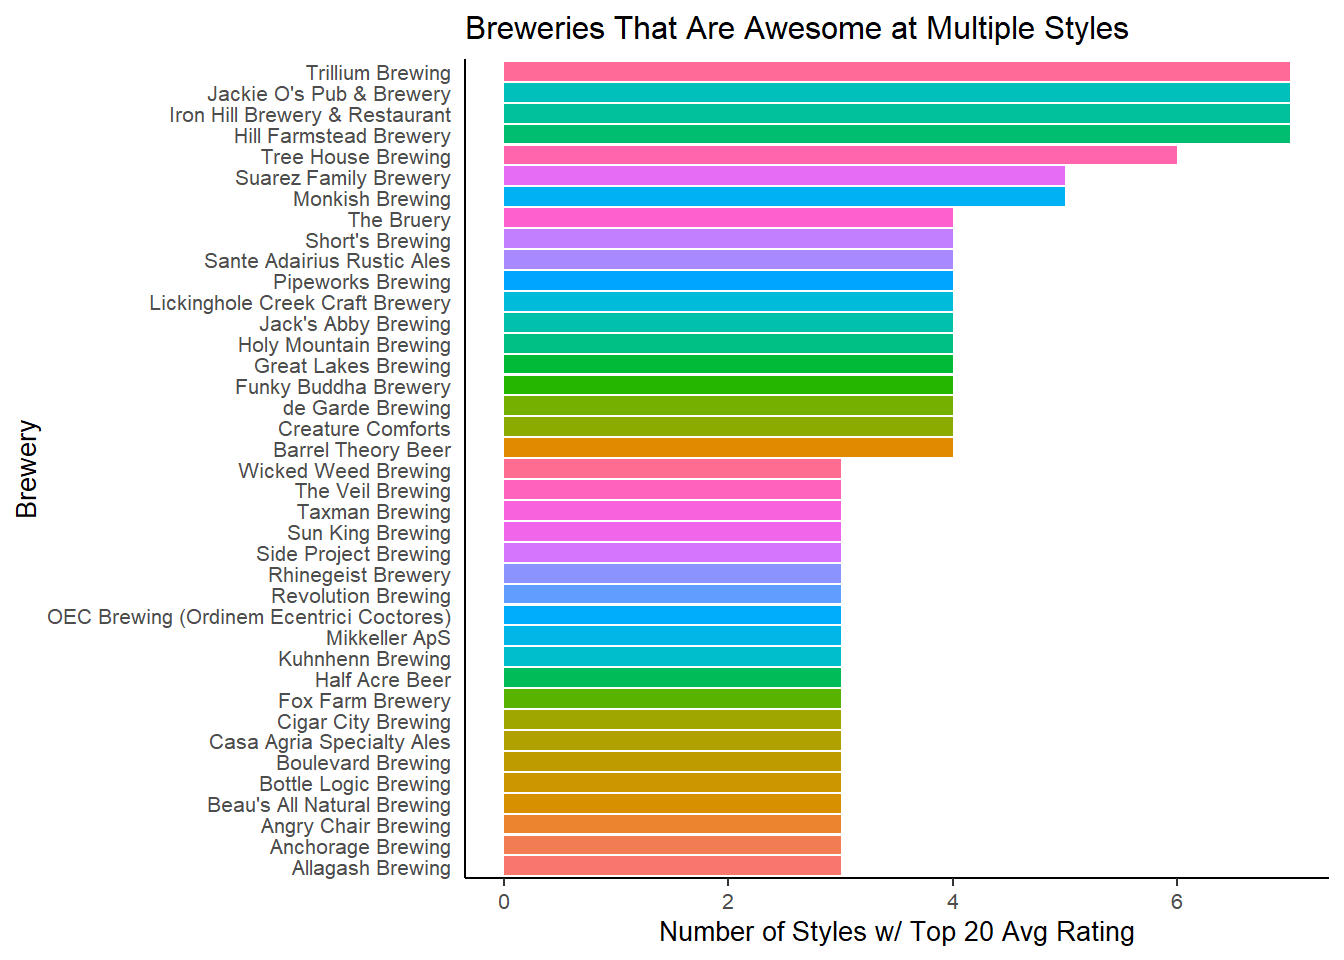 Breweries That Are Awesome at Multiple Styles
Trillium Brewing
Jackie O's Pub & Brewery
Iron Hill Brewery & Restaurant
Hill Farmstead Brewery
Tree House Brewing
Suarez Family Brewery
Monkish Brewing
The Bruery
Short's Brewing
Sante Adairius Rustic Ales
Pipeworks Brewing
Lickinghole Creek Craft Brewery
Jack's Abby Brewing
Holy Mountain Brewing
Great Lakes Brewing
Funky Buddha Brewery
de Garde Brewing
Creature Comforts
Barrel Theory Beer
Wicked Weed Brewing
The Veil Brewing
Taxman Brewing
Sun King Brewing
Side Project Brewing
Rhinegeist Brewery
Revolution Brewing
OEC Brewing (Ordinem Ecentrici Coctores)
Mikkeller ApS
Kuhnhenn Brewing
Half Acre Beer
Fox Farm Brewery
Cigar City Brewing
Casa Agria Specialty Ales
Boulevard Brewing
Bottle Logic Brewing
Beau's All Natural Brewing
Angry Chair Brewing
Anchorage Brewing
Allagash Brewing
Brewery
0 2 4 6
Number of Styles w/ Top 20 Avg Rating